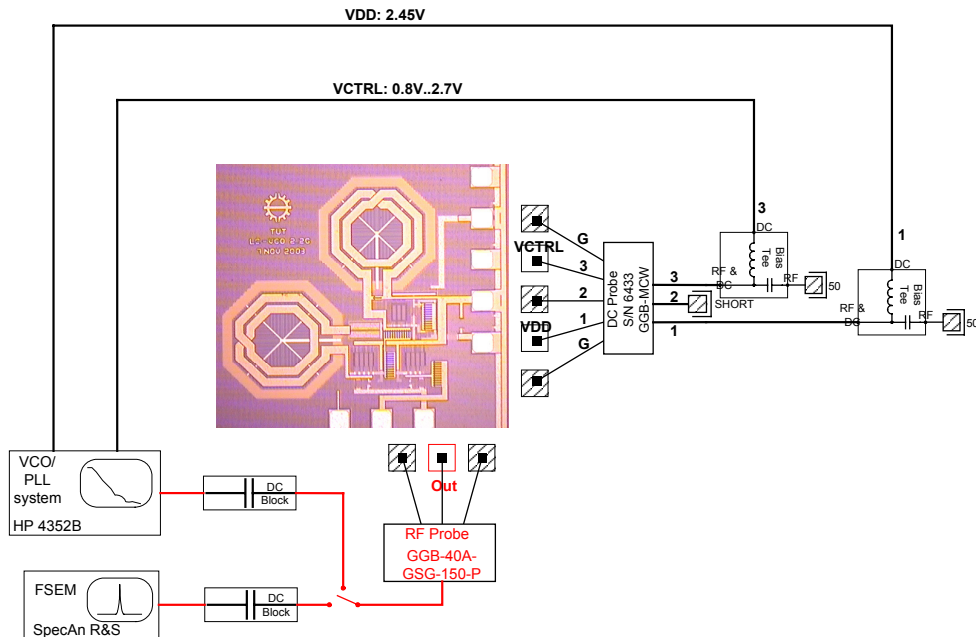 VDD: 2.45V
VCTRL: 0.8V..2.7V
TUT
LC-VCO 2.2G
1 NOV 2003
G
VCTRL
3
2
1
VDD
G
DC Probe
S/N 6433
GGB-MCW
3
2
1
SHORT
3
DC
Bias
Tee
RF &
DC
RF
50
1
DC
Bias
Tee
RF &
DC
RF
50
VCO/
PLL
system
HP 4352B
DC
Block
Out
RF Probe
GGB-40A-
GSG-150-P
FSEM
SpecAn R&S
DC
Block